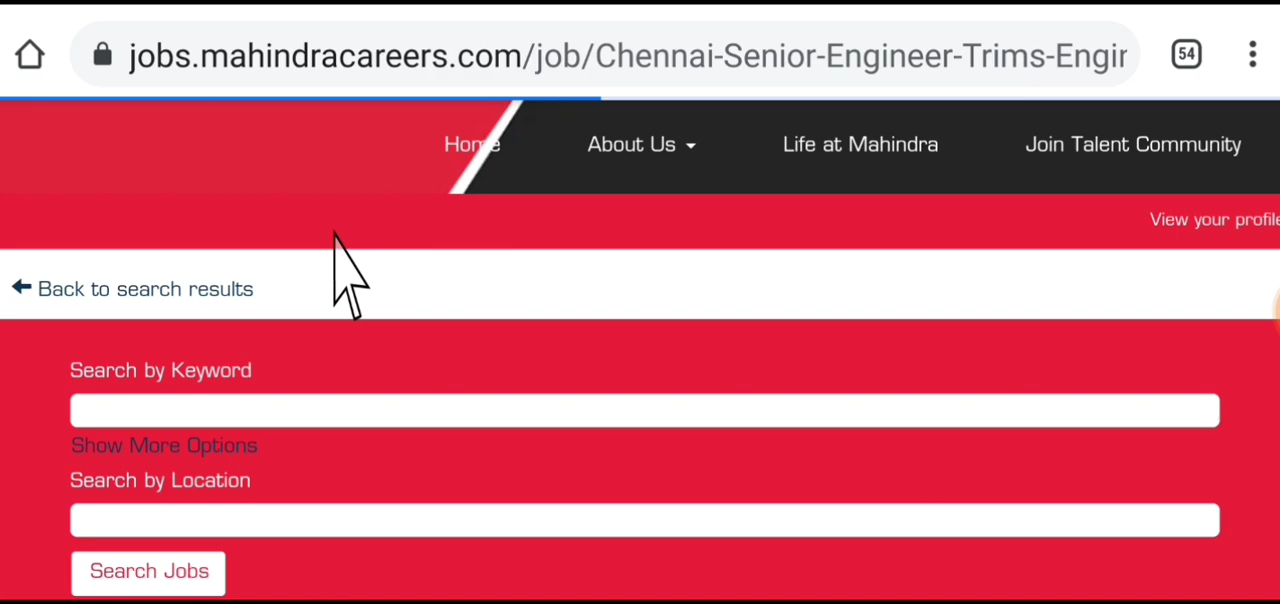 jobs.mahindracareers.com/job/Chennai-Senior-Engineer-Trims-Engir
54
Home
About Us
Life at Mahindra
Join Talent Community
View your profile
Back to search results
Search by Keyword
Show More Options
Search by Location
Search Jobs